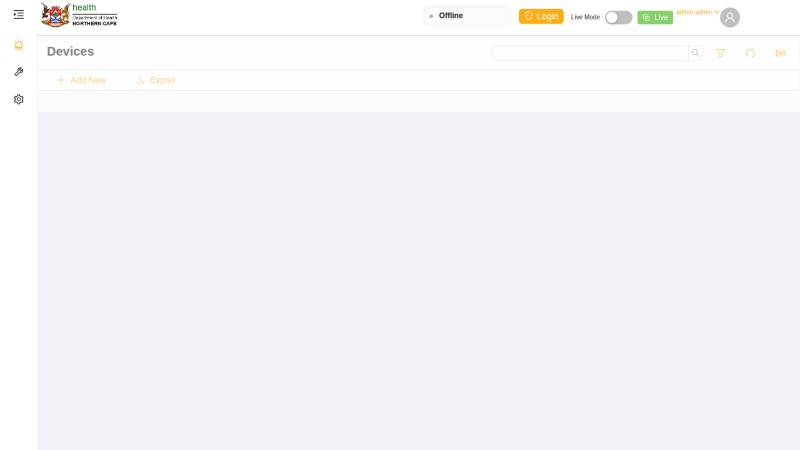 health
Department of Health
NORTHERN CAPE
Offline
Login
Live Mode
Live
admin admin
Devices
Add New
Export